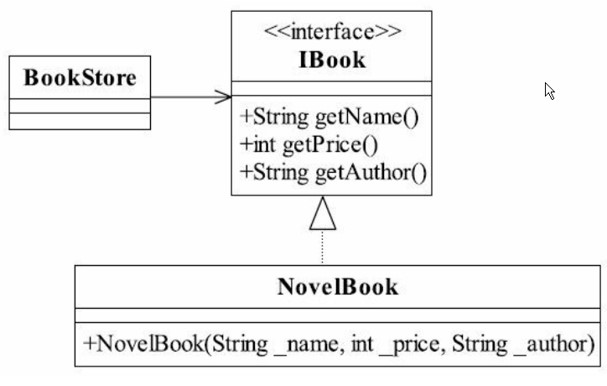 BookStore
<<interface>>
IBook
+String getName()
+int getPrice()
+String getAuthor()
NovelBook
+NovelBook(String _name, int _price, String _author)